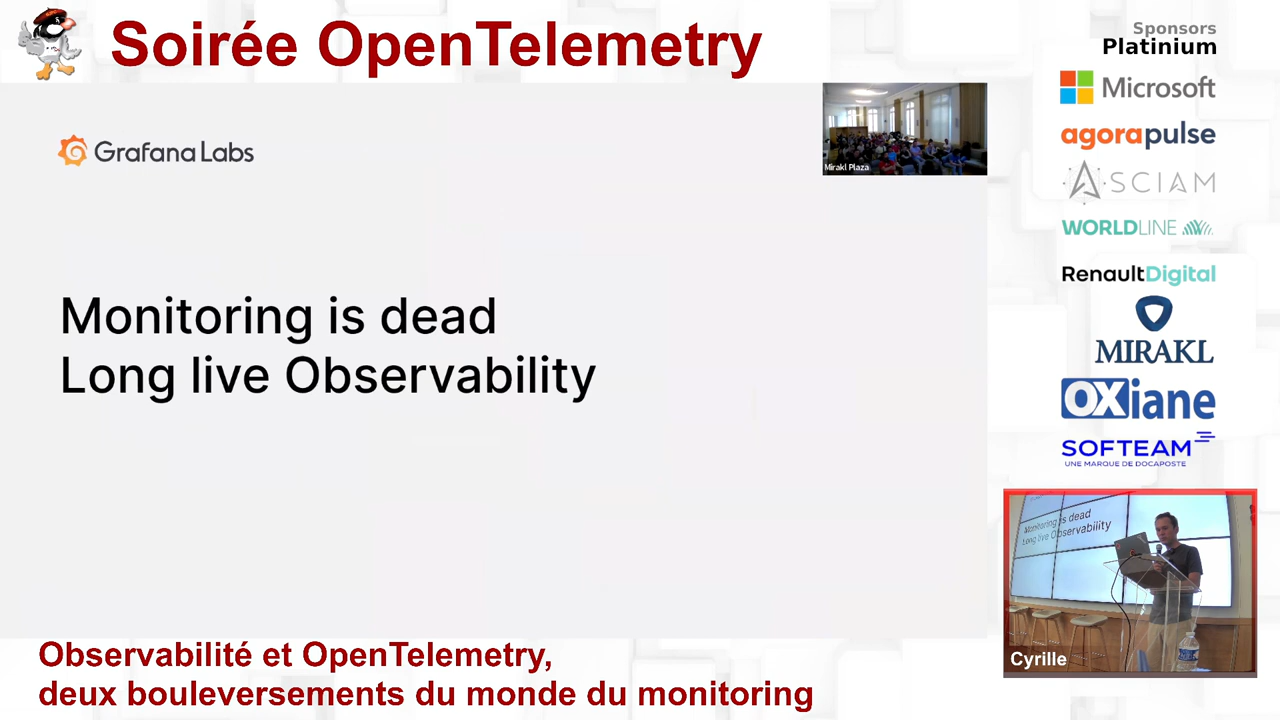 Soirée OpenTelemetry
Sponsors
Platinium
Microsoft
agorapulse
ASCIAM
WORLDLINE
RenaultDigital
MIRAKL
OXiane
SOFTEAM
UNE MARQUE DE DOCAPOSTE
Grafana Labs
Mirakl Plaza
Monitoring is dead
Long live Observability
Monitoring is dead
Long live Observability
Cyrille
Observabilité et OpenTelemetry,
deux bouleversements du monde du monitoring